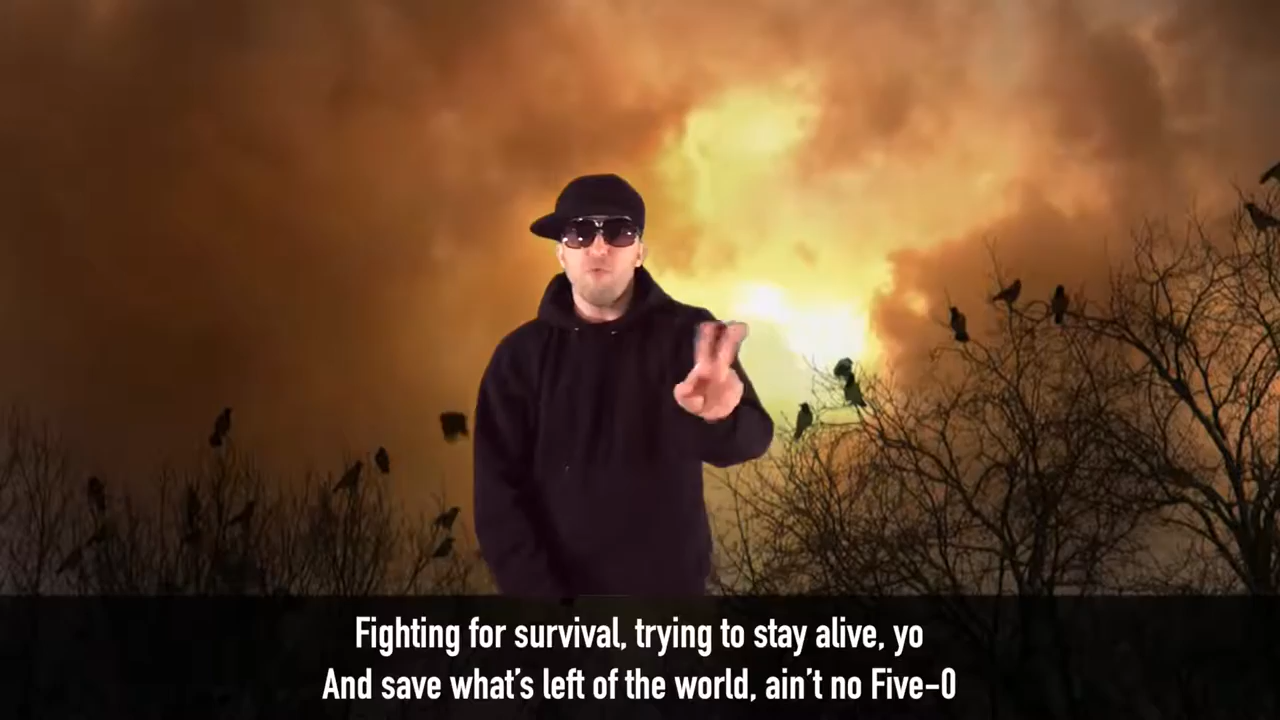 Fighting for survival, trying to stay alive, yo
And save what's left of the world, ain't no Five-0